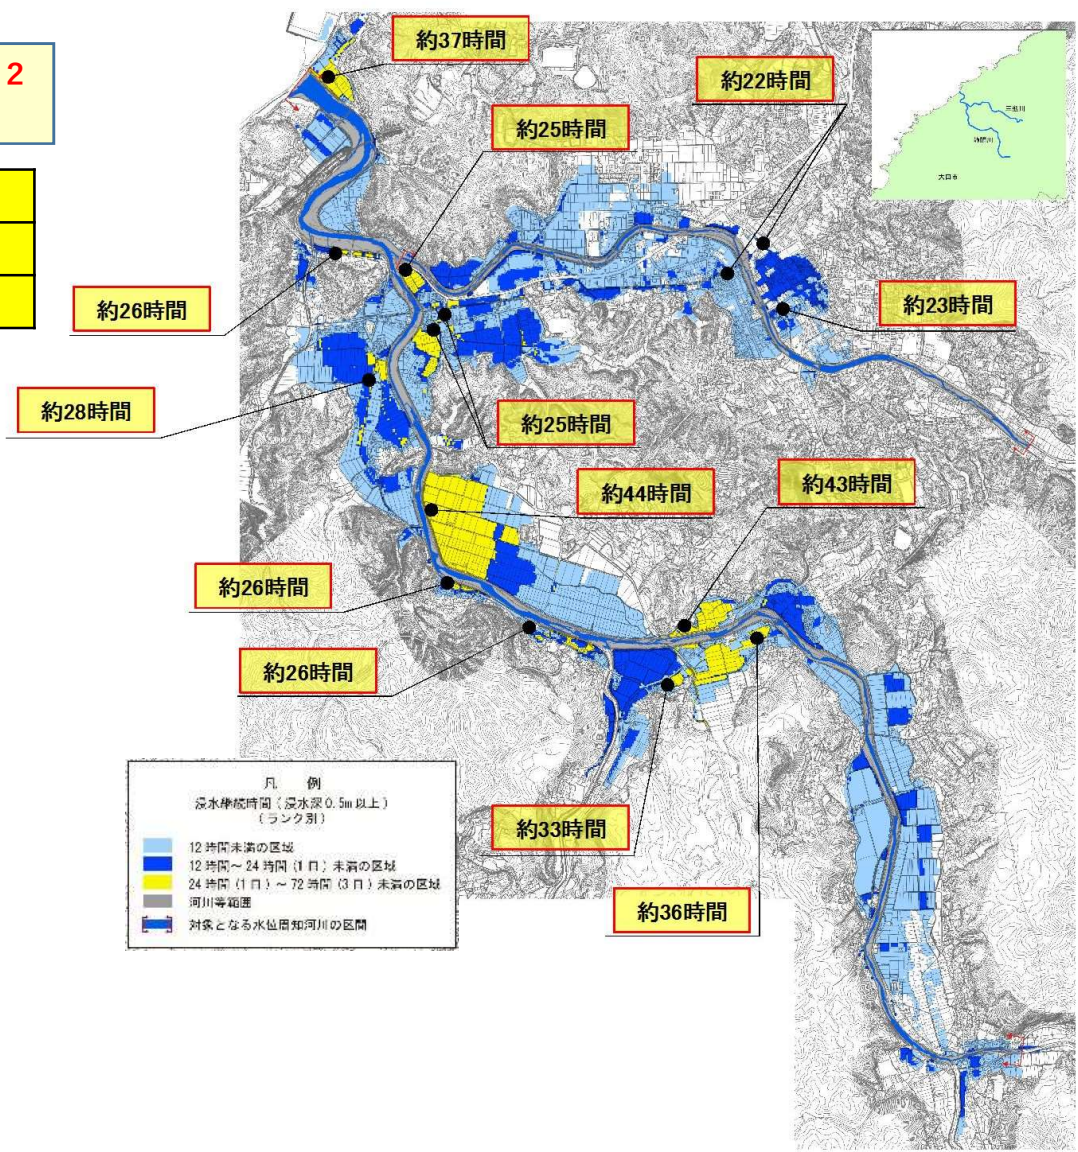 2
約37時間
約22時間
約25時間
三瓶川
大田市
約26時間
約23時間
約28時間
約25時間
約44時間
約43時間
約26時間
約26時間
凡 例
浸水継続時間(浸水深0.5m以上)
(ランク別)
12時間未満の区域
12時間~24時間(1日)未満の区域
24時間(1日)~72時間(3日)未満の区域
河川等範囲
対象となる水位周知河川の区間
約33時間
約36時間